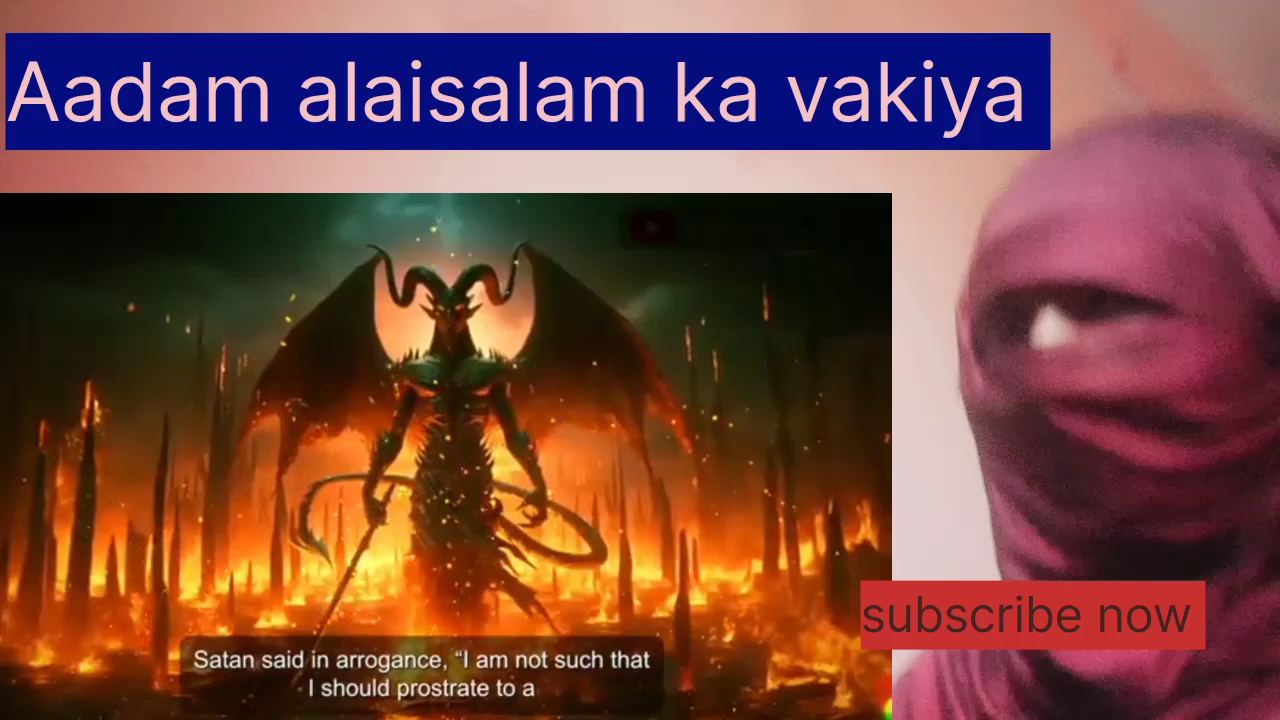 Aadam alaisalam ka vakiya
subscribe now
Satan said in arrogance, “I am not such that
I should prostrate to a